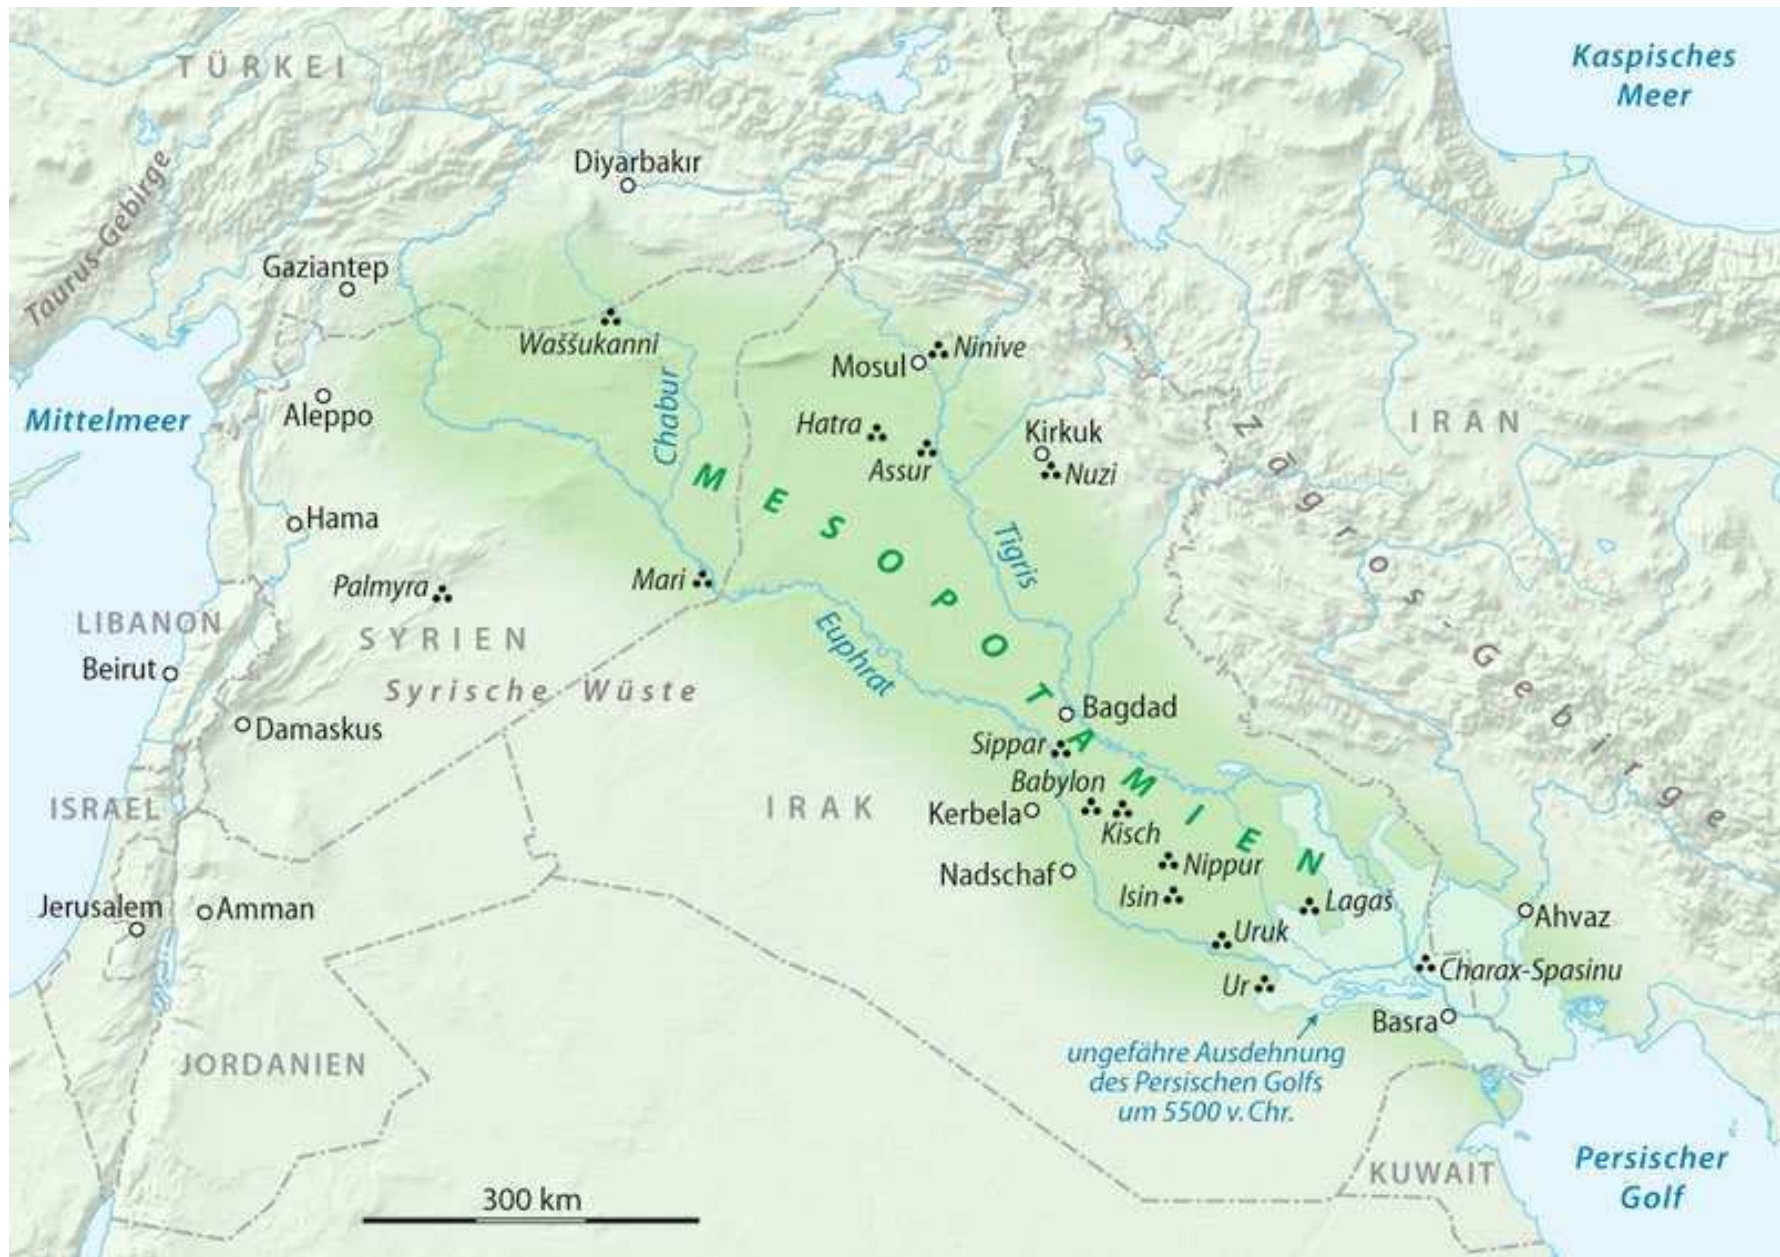 TÜRKEI
Kaspisches
Meer
Diyarbakır
Taurus-Gebirge
Gaziantep
Waššukanni
Mosul
Ninive
Mittelmeer
Aleppo
Chabur
Hatra
Assur
Kirkuk
Nuzi
IRAN
Zāgros-Gebirge
MESOPOTAMIEN
Hama
Tigris
Palmyra
Mari
LIBANON
SYRIEN
Euphrat
Beirut
Syrische Wüste
Damaskus
Bagdad
Sippar
Babylon
ISRAEL
IRAK
Kerbela
Kisch
Nadschaf
Nippur
Isin
Lagaš
Jerusalem
Amman
Ahvaz
Uruk
Charax-Spasinu
Ur
Basra
ungefähre Ausdehnung
des Persischen Golfs
um 5500 v. Chr.
JORDANIEN
KUWAIT
Persischer
Golf
300 km